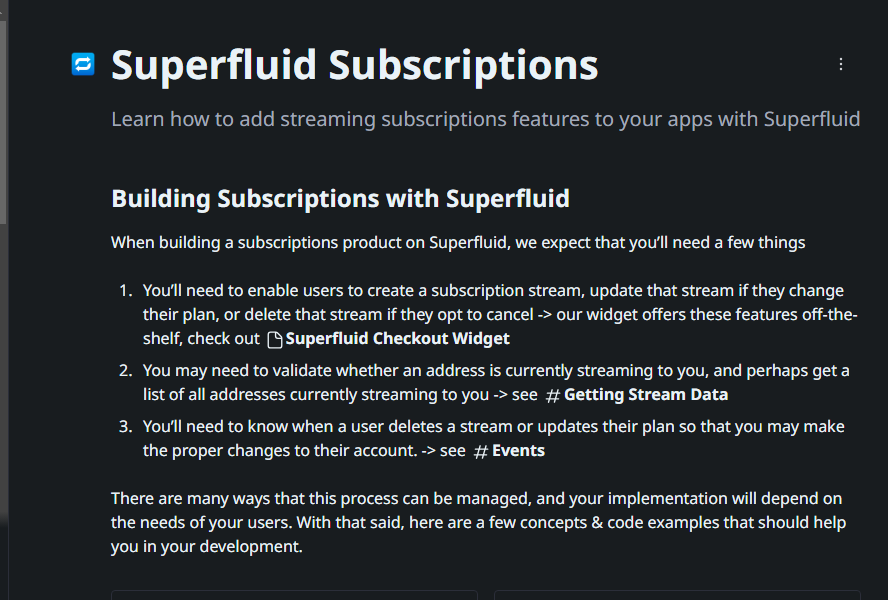 Superfluid Subscriptions
Learn how to add streaming subscriptions features to your apps with Superfluid
Building Subscriptions with Superfluid
When building a subscriptions product on Superfluid, we expect that you’ll need a few things
1. You’ll need to enable users to create a subscription stream, update that stream if they change
their plan, or delete that stream if they opt to cancel -> our widget offers these features off-the-
shelf, check out Superfluid Checkout Widget
2. You may need to validate whether an address is currently streaming to you, and perhaps get a
list of all addresses currently streaming to you -> see # Getting Stream Data
3. You’ll need to know when a user deletes a stream or updates their plan so that you may make
the proper changes to their account. -> see # Events
There are many ways that this process can be managed, and your implementation will depend on
the needs of your users. With that said, here are a few concepts & code examples that should help
you in your development.